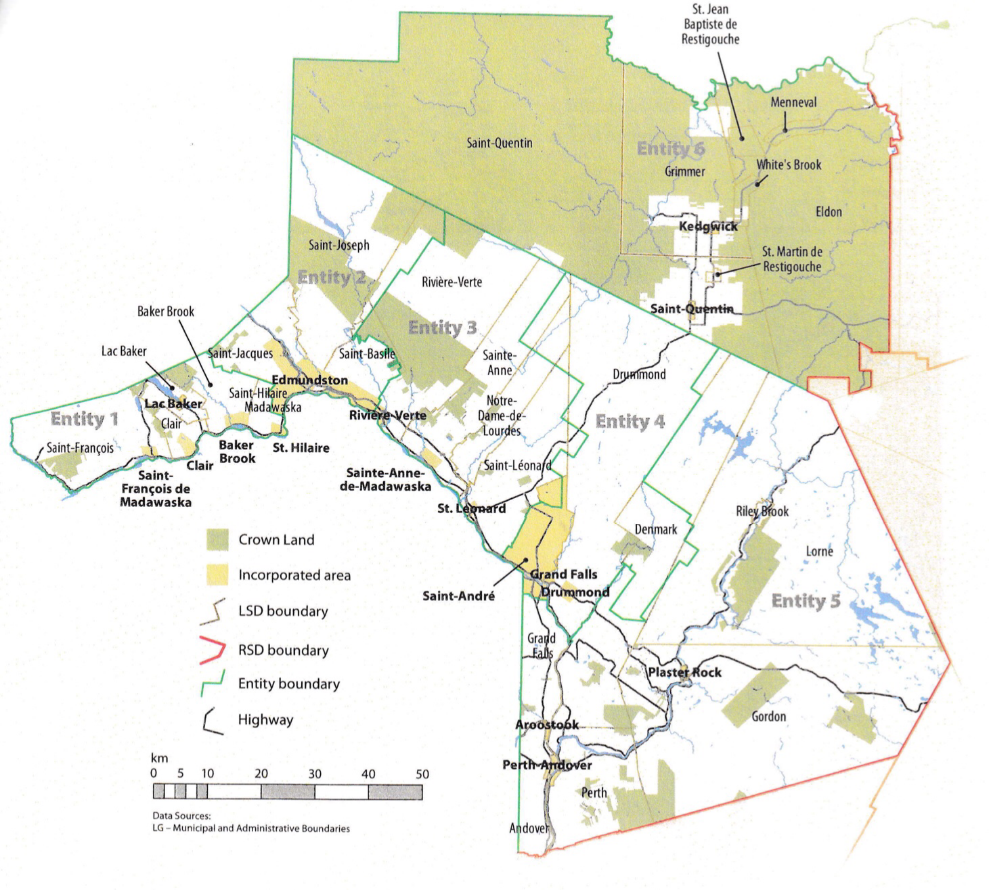 St. Jean
Baptiste de
Restigouche
Menneval
Saint-Quentin
Entity 6
White's Brook
Grimmer
Eldon
Kedgwick
St. Martin de
Restigouche
Saint-Joseph
Entity 2
Rivière-Verte
Saint-Quentin
Baker Brook
Entity 3
Lac Baker
Saint-Jacques
Saint-Basile
Sainte-
Anne
Drummond
Edmundston
Saint-Hilaire
Madawaska
Lac Baker
Entity 1
Clair
Rivière-Verte
Notre-
Dame-de-
Lourdes
Entity 4
Saint-François
Baker
Brook
St. Hilaire
Clair
Saint-
François de
Madawaska
Saint-Léonard
Sainte-Anne-
de-Madawaska
St. Léonard
Riley Brook
Denmark
Lorne
Crown Land
Incorporated area
Grand Falls
Drummond
Saint-André
Entity 5
LSD boundary
RSD boundary
Entity boundary
Highway
Grand
Falls
Plaster Rock
Gordon
Aroostook
Perth-Andover
Perth
Andover
km
0 5 10 20 30 40 50
Data Sources:
LG – Municipal and Administrative Boundaries